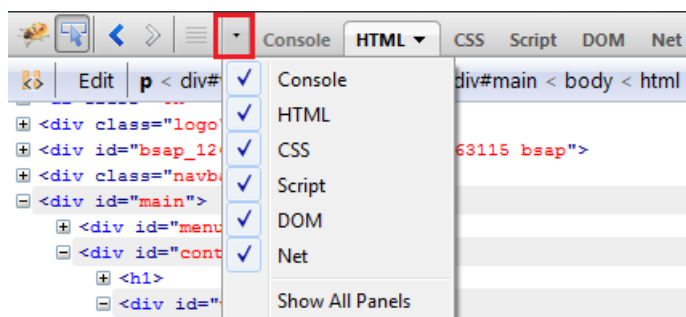 Console HTML CSS Script DOM Net
Edit p < div# div#main < body < html
Console
HTML
CSS
Script
DOM
Net
Show All Panels
<div class="logo
<div id="bsap_12 63115 bsap">
<div class="navb
<div id="main">
<div id="menu
<div id="cont
<h1>
<div id="